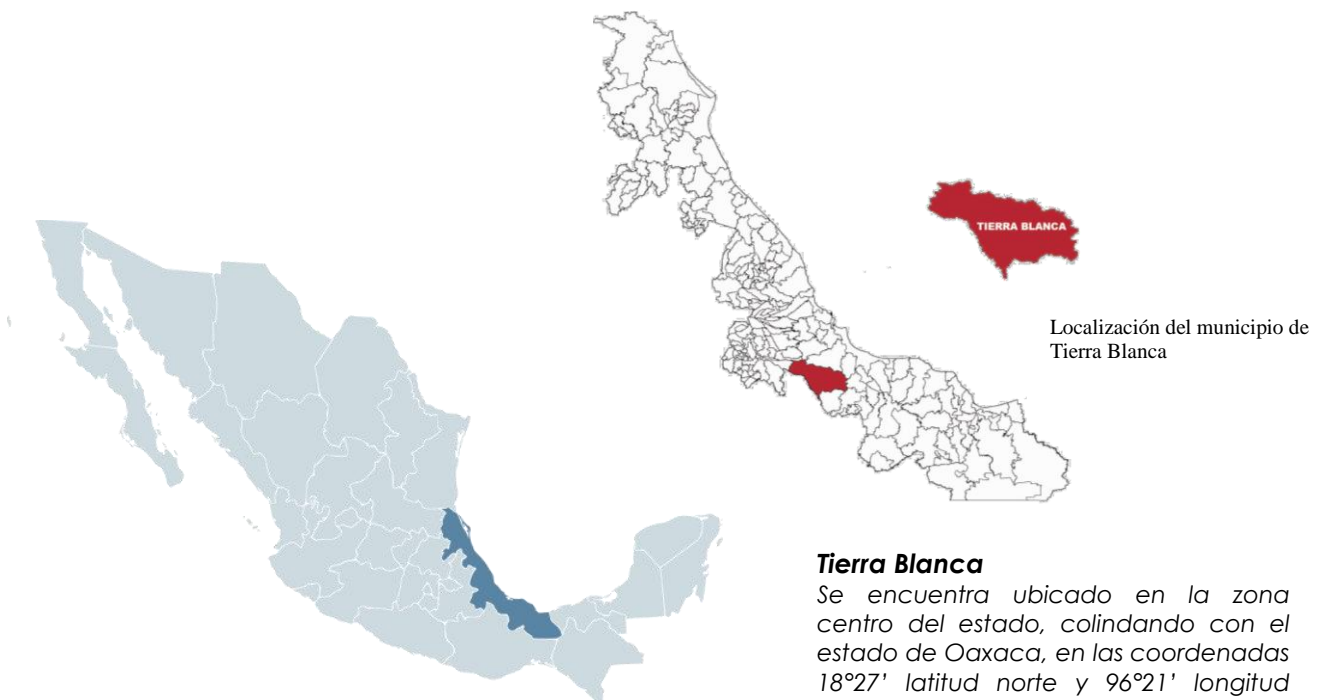 TIERRA BLANCA
Localización del municipio de
Tierra Blanca
Tierra Blanca
Se encuentra ubicado en la zona
centro del estado, colindando con el
estado de Oaxaca, en las coordenadas
18°27’ latitud norte y 96°21’ longitud